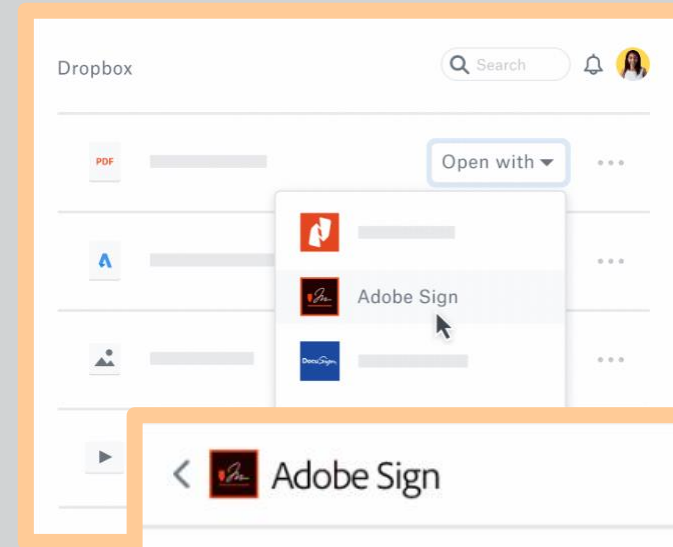 Dropbox
Search
PDF
Open with
Adobe Sign
DocuSign
Adobe Sign